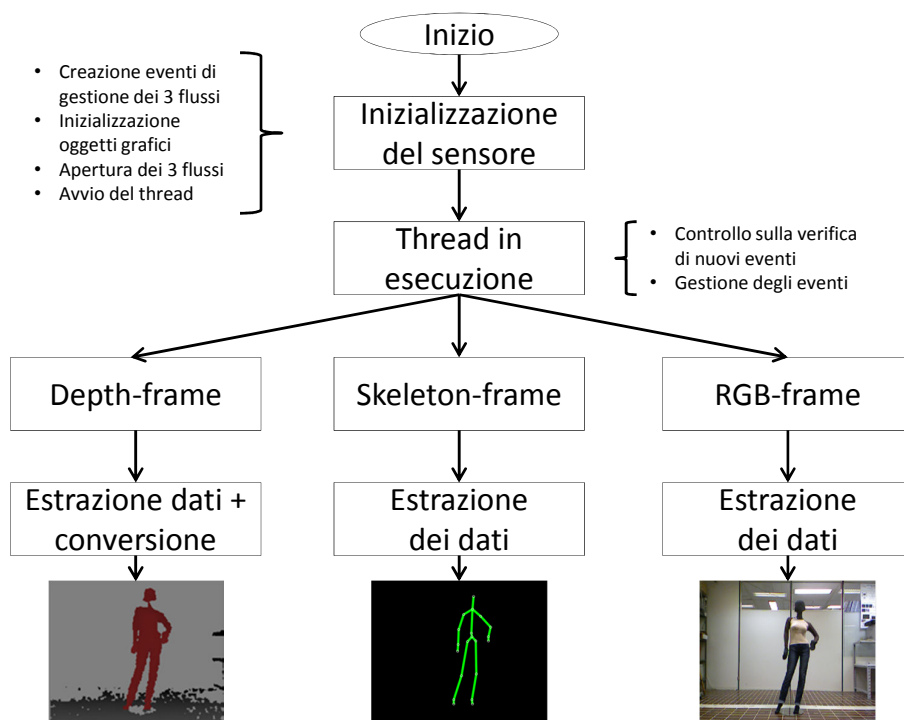 Inizio
• Creazione eventi di
gestione dei 3 flussi
• Inizializzazione
oggetti grafici
• Apertura dei 3 flussi
• Avvio del thread
Inizializzazione
del sensore
Thread in
esecuzione
• Controllo sulla verifica
di nuovi eventi
• Gestione degli eventi
Depth-frame
Skeleton-frame
RGB-frame
Estrazione dati +
conversione
Estrazione
dei dati
Estrazione
dei dati